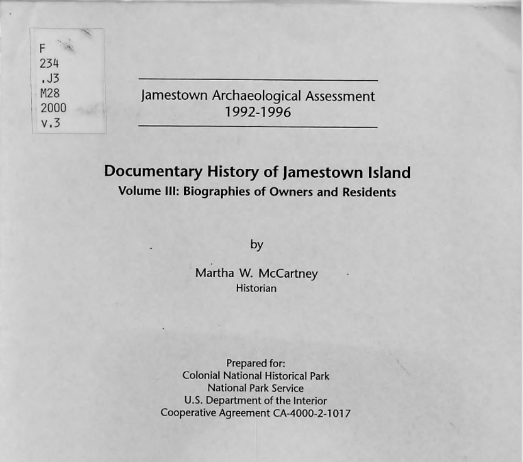 F
234
.J3
M28
2000
v.3
Jamestown Archaeological Assessment
1992-1996
Documentary History of Jamestown Island
Volume III: Biographies of Owners and Residents
by
Martha W. McCartney
Historian
Prepared for:
Colonial National Historical Park
National Park Service
U.S. Department of the Interior
Cooperative Agreement CA-4000-2-1017